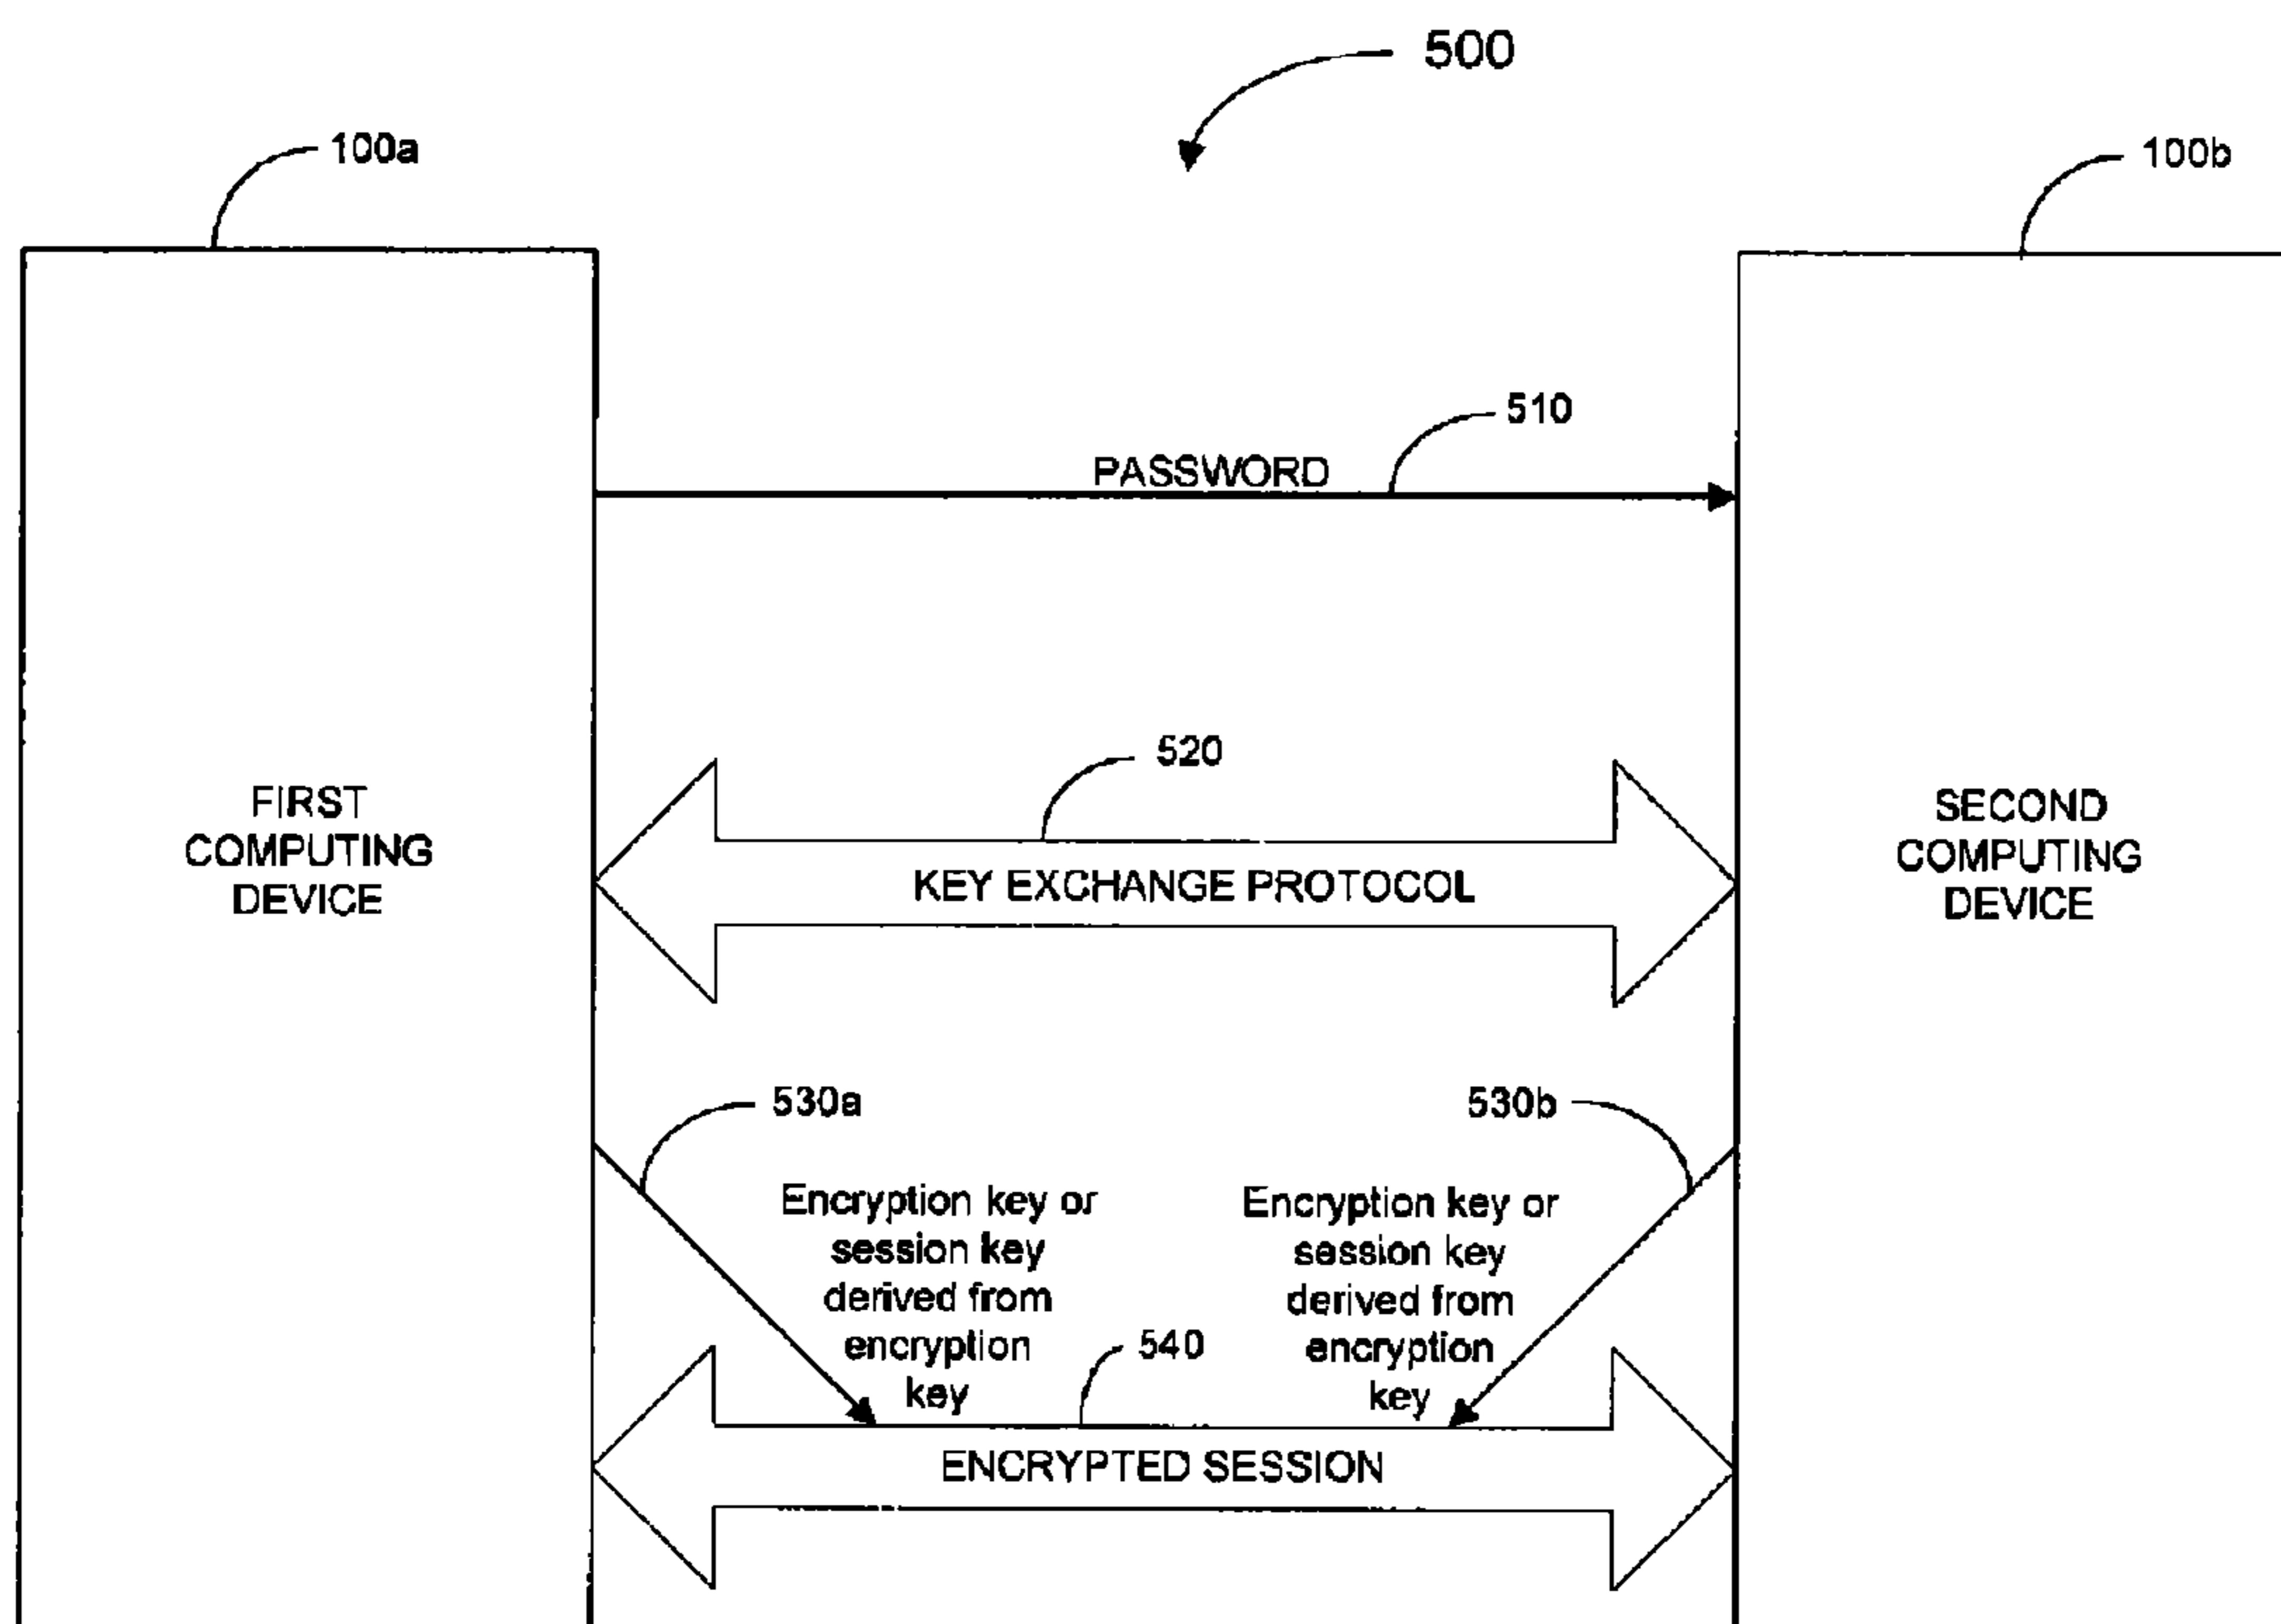 500
100a
100b
510
PASSWORD
520
FIRST
COMPUTING
DEVICE
KEY EXCHANGE PROTOCOL
SECOND
COMPUTING
DEVICE
530a
530b
Encryption key or
session key
derived from
encryption
key
Encryption key or
session key
derived from
encryption
key
540
ENCRYPTED SESSION